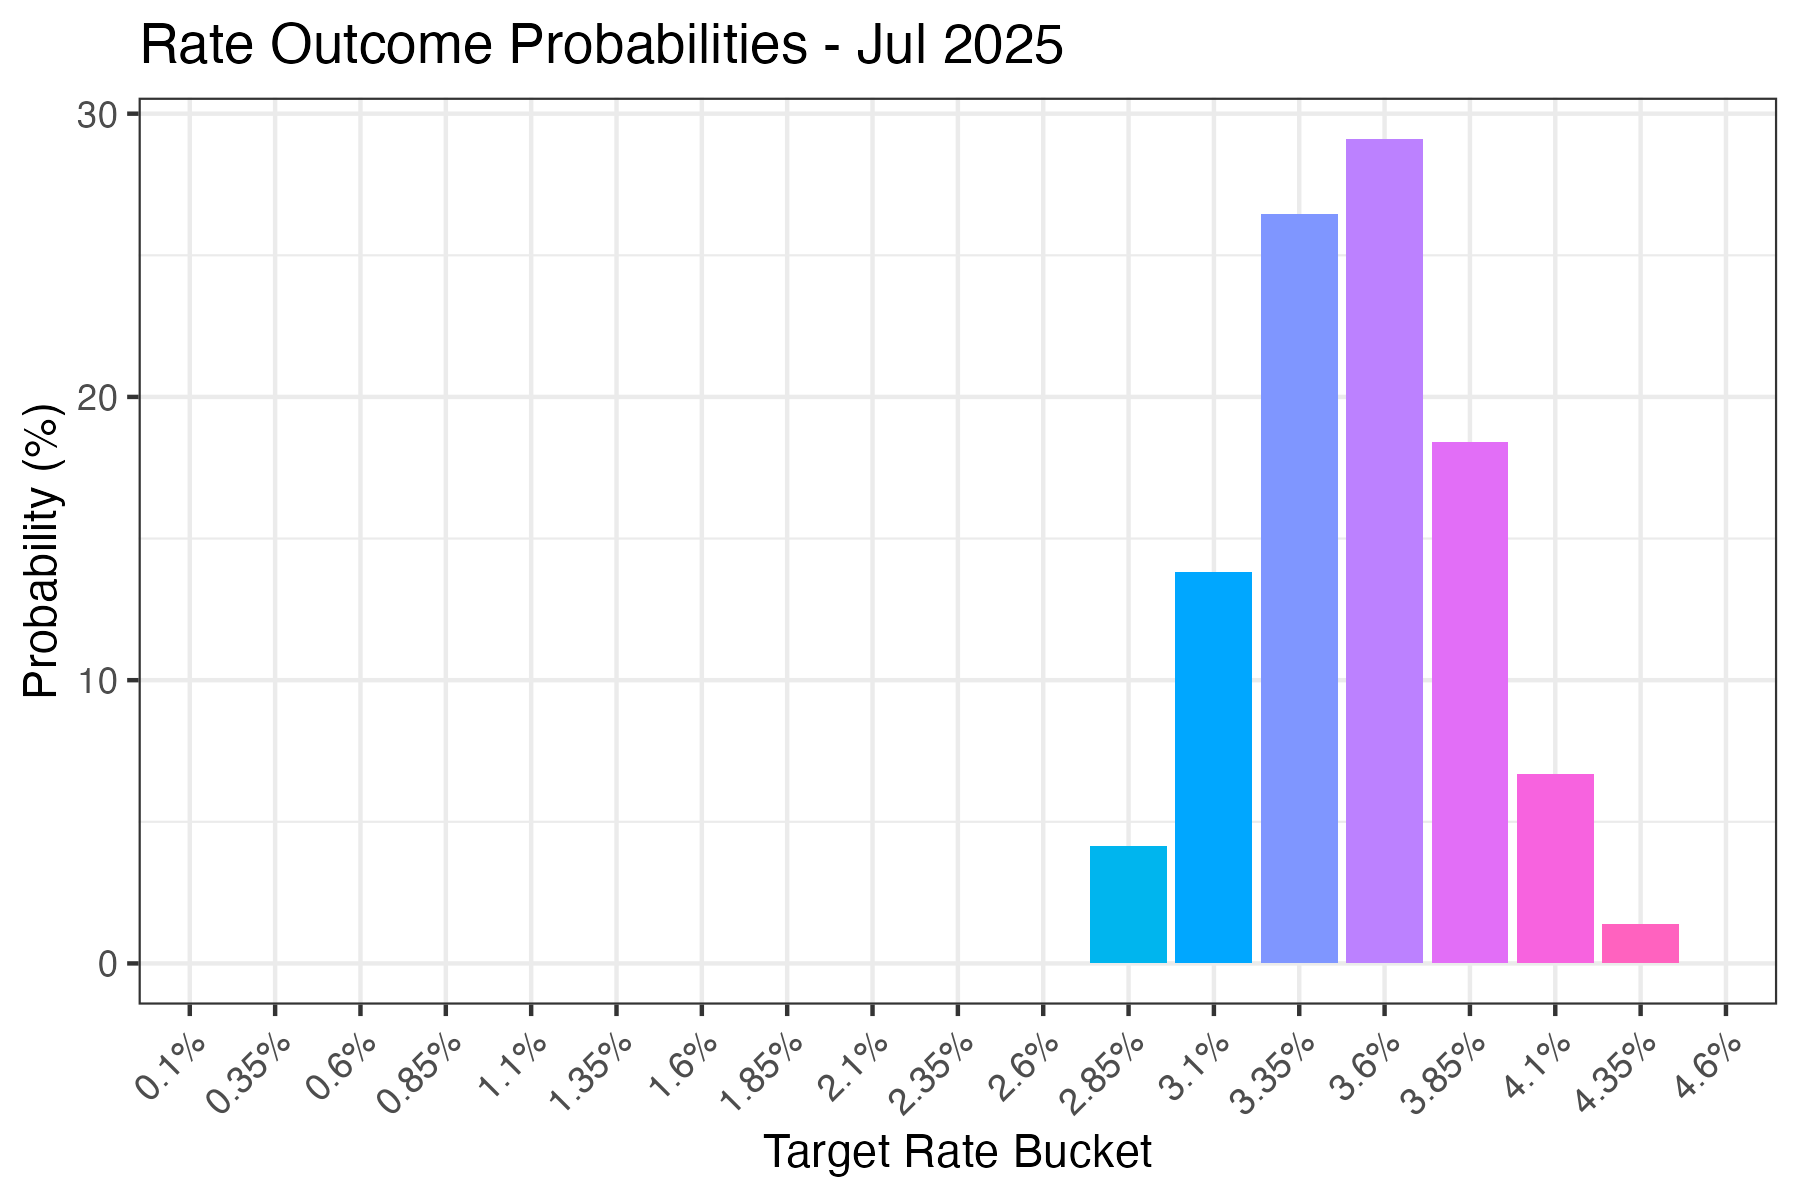 Rate Outcome Probabilities - Jul 2025
Probability (%)
30
20
10
0
0.1% 0.35% 0.6% 0.85% 1.1% 1.35% 1.6% 1.85% 2.1% 2.35% 2.6% 2.85% 3.1% 3.35% 3.6% 3.85% 4.1% 4.35% 4.6%
Target Rate Bucket